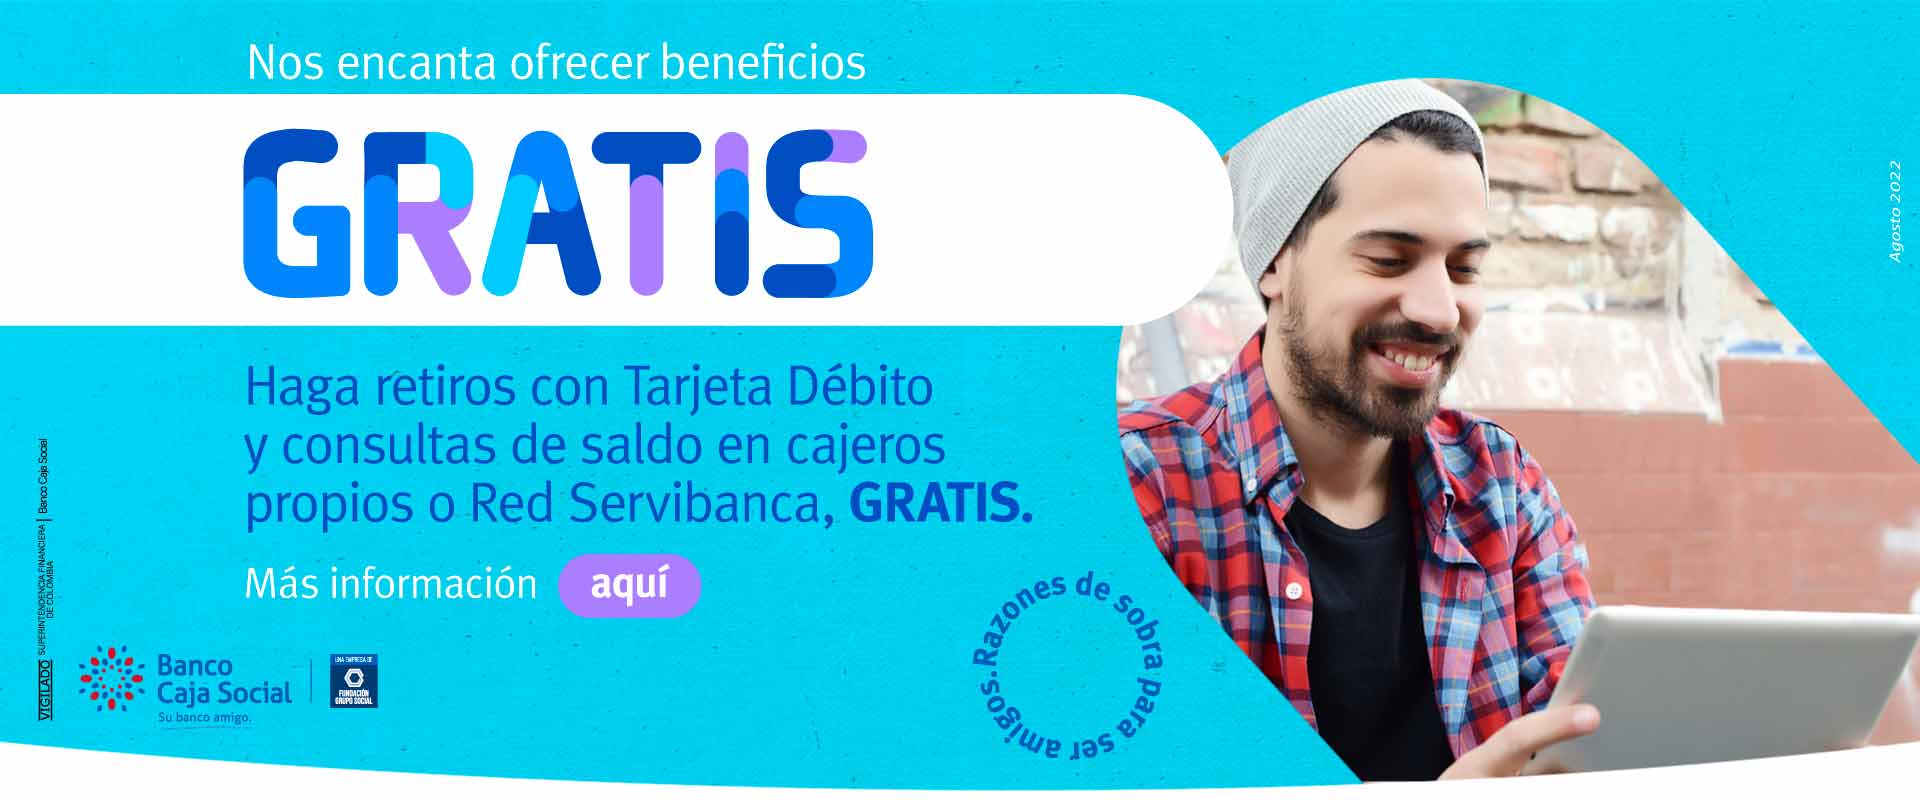 Nos encanta ofrecer beneficios
GRATIS
Haga retiros con Tarjeta Débito
y consultas de saldo en cajeros
propios o Red Servibanca, GRATIS.
Más información aquí
Razones de sobra para ser amigos.
Banco
Caja Social
Su banco amigo.
UNA EMPRESA DE
FUNDACIÓN
GRUPO SOCIAL
VIGILADO SUPERINTENDENCIA FINANCIERA
DE COLOMBIA
Banco Caja Social
Agosto 2022